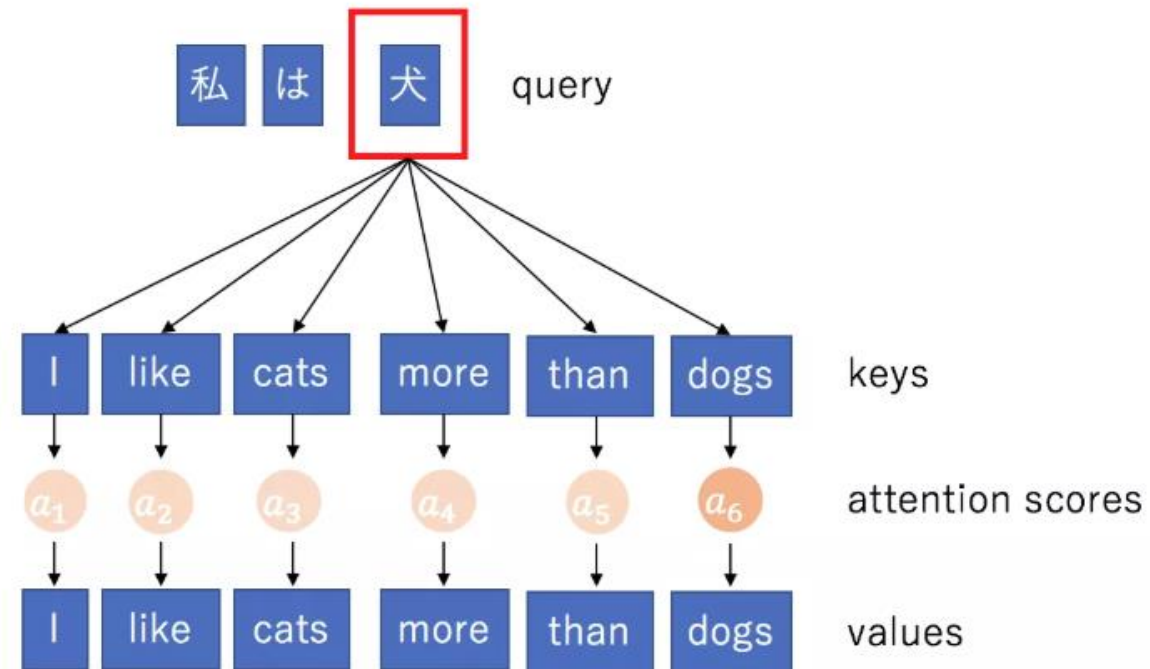 私 は 犬 query
I like cats more than dogs keys
a₁ a₂ a₃ a₄ a₅ a₆ attention scores
I like cats more than dogs values